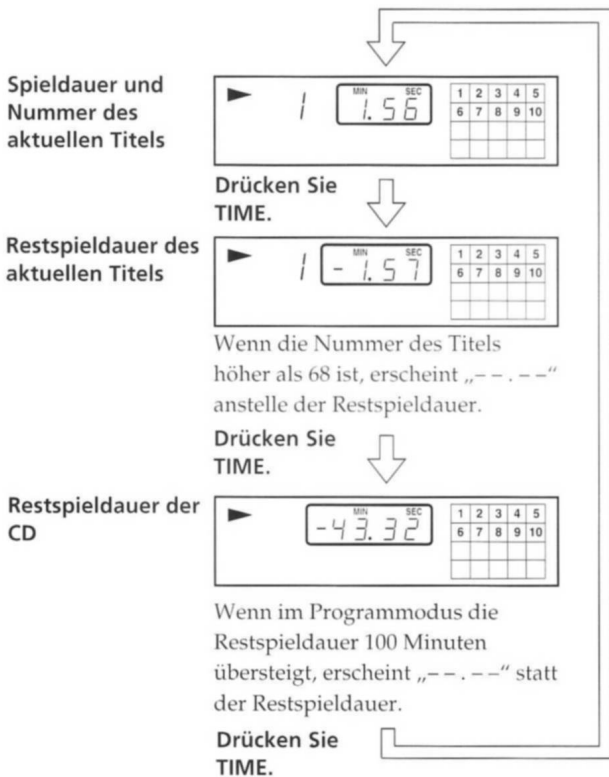 Spieldauer und
Nummer des
aktuellen Titels
1
MIN SEC
1.56
1 2 3 4 5
6 7 8 9 10
Drücken Sie
TIME.
Restspieldauer des
aktuellen Titels
1
MIN SEC
- 1.57
1 2 3 4 5
6 7 8 9 10
Wenn die Nummer des Titels
höher als 68 ist, erscheint „– – . – –“
anstelle der Restspieldauer.
Drücken Sie
TIME.
Restspieldauer der
CD
MIN SEC
-43.32
1 2 3 4 5
6 7 8 9 10
Wenn im Programmodus die
Restspieldauer 100 Minuten
übersteigt, erscheint „– – . – –“ statt
der Restspieldauer.
Drücken Sie
TIME.